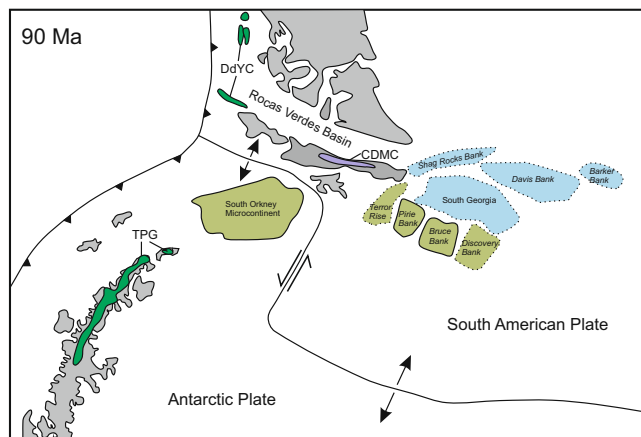 90 Ma
DdYC
Rocas Verdes Basin
CDMC
Shag Rocks Bank
Davis Bank
Barker
Bank
South Orkney
Microcontinent
Terror
Rise
Pirie
Bank
South Georgia
Bruce
Bank
Discovery
Bank
TPG
South American Plate
Antarctic Plate